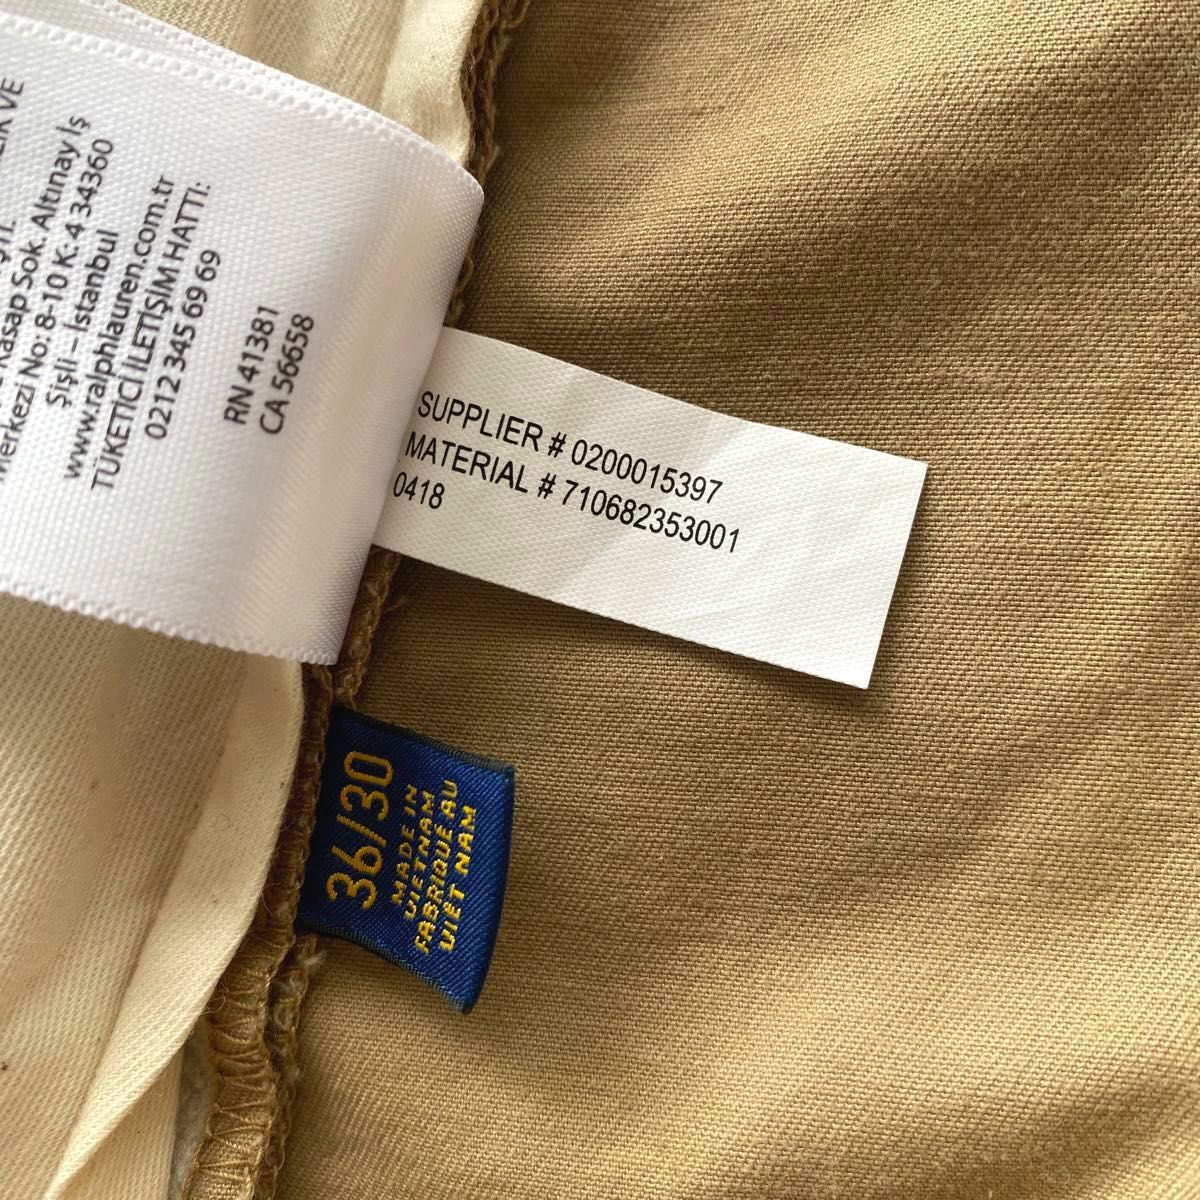 VE
Kasap Sok. Altunay İş
Merkezi No: 8-10 K: 4 34360
Şişli – İstanbul
www.ralphlauren.com.tr
TÜKETİCİ İLETİŞİM HATTI:
0212 345 69 69
RN 41381
CA 56658
SUPPLIER # 0200015397
MATERIAL # 710682353001
0418
36/30
MADE IN
VIETNAM
FABRIQUÉ AU
VIET NAM